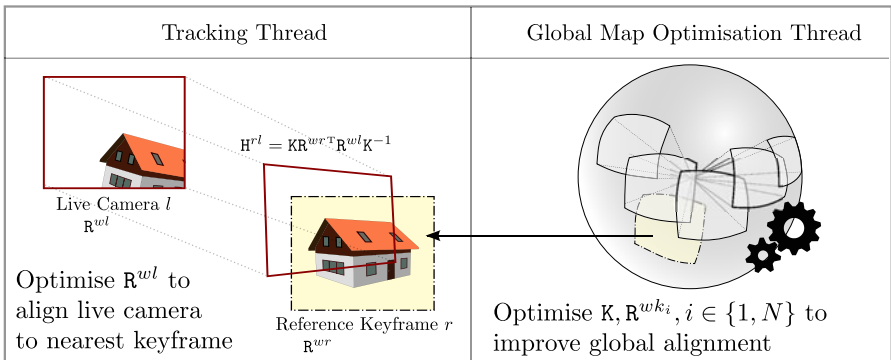 Tracking Thread
Global Map Optimisation Thread
H^{rl} = KR^{wr⊤}R^{wl}K^{-1}
Live Camera l
R^{wl}
Optimise R^{wl} to
align live camera
to nearest keyframe
Reference Keyframe r
R^{wr}
Optimise K, R^{wk_i}, i ∈ {1, N} to
improve global alignment